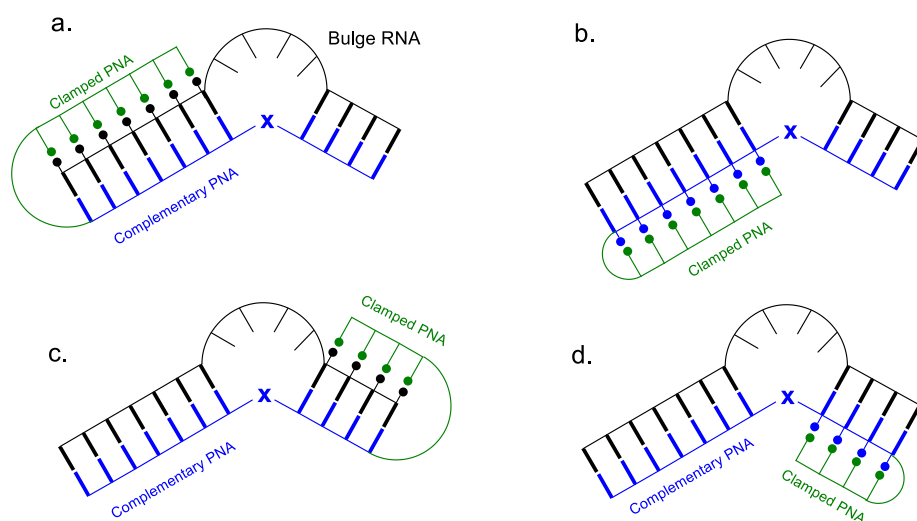 a.
Clamped PNA
Bulge RNA
X
Complementary PNA
b.
X
Clamped PNA
c.
Clamped PNA
X
Complementary PNA
d.
X
Complementary PNA
Clamped PNA